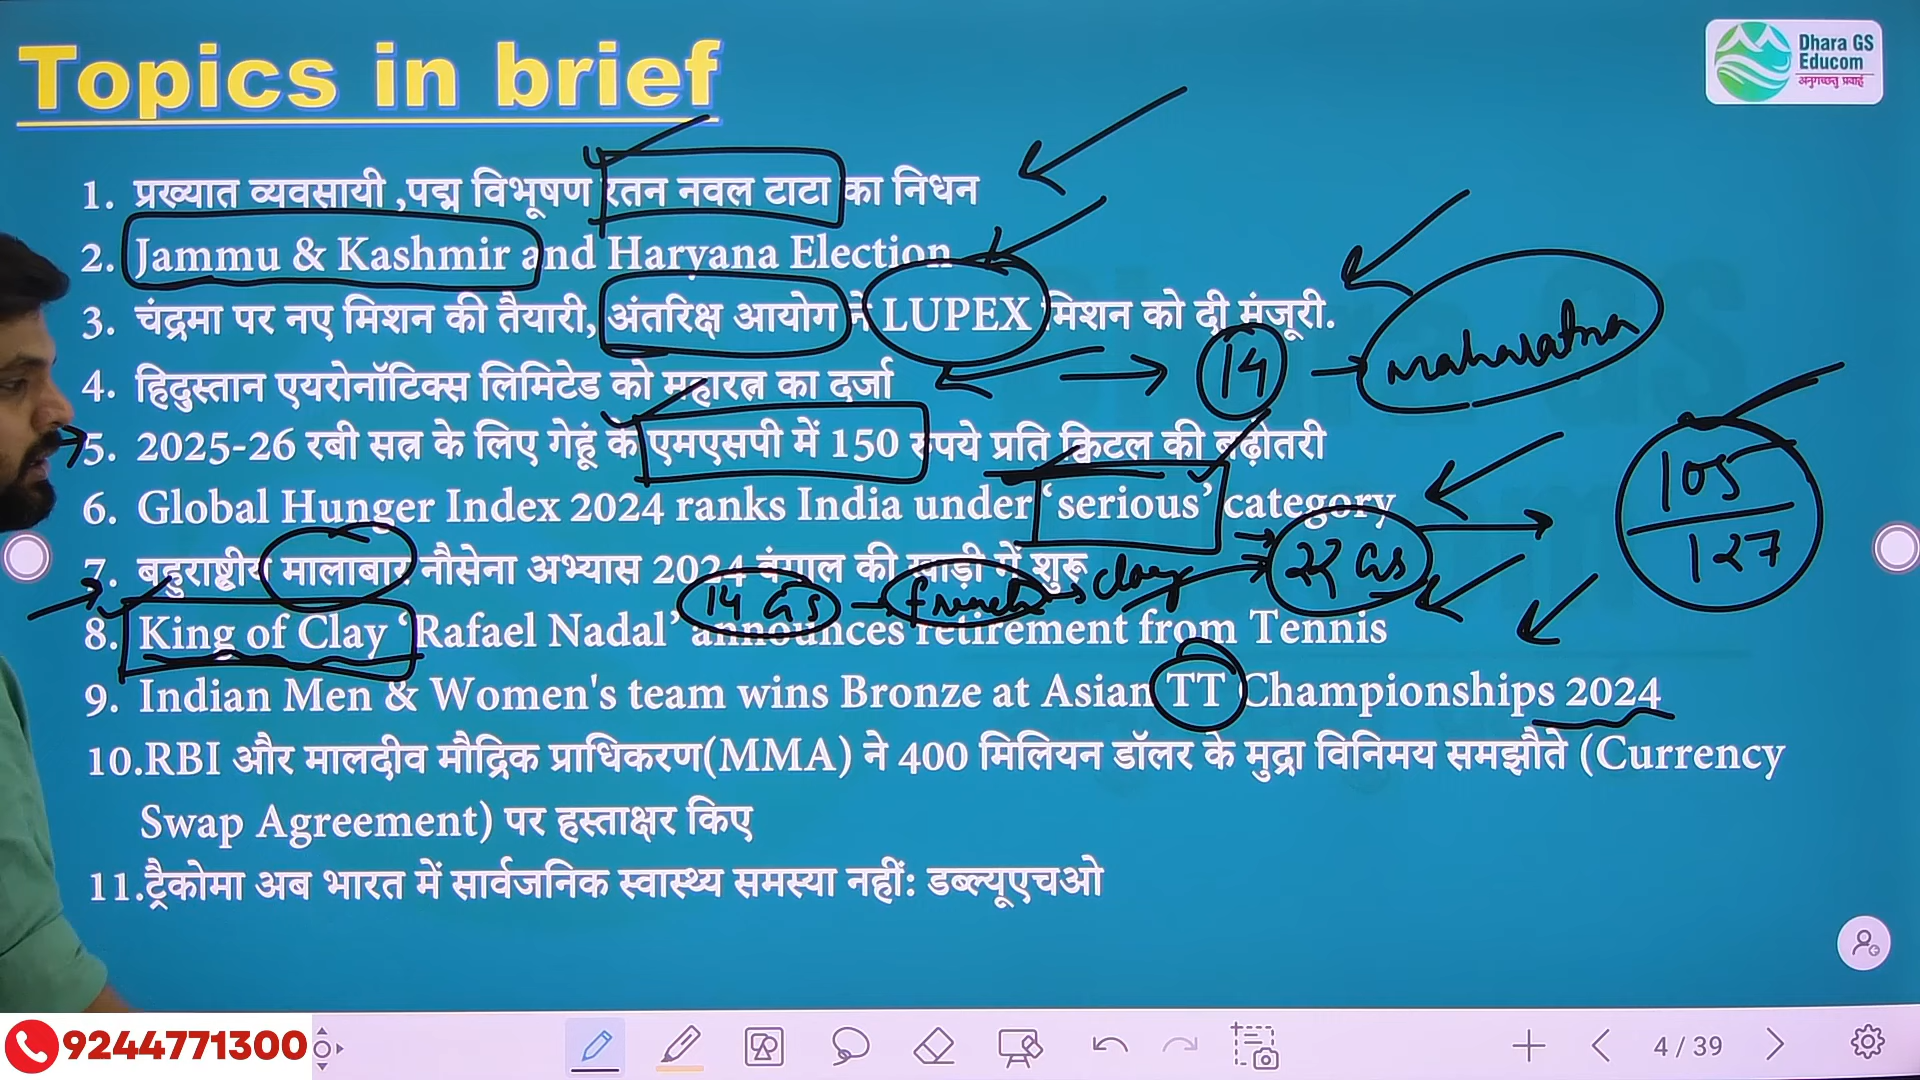 Topics in brief
Dhara GS
Educom
अनुगच्छतु प्रवाहं
1. प्रख्यात व्यवसायी ,पद्म विभूषण रतन नवल टाटा का निधन
2. Jammu & Kashmir and Haryana Election
3. चंद्रमा पर नए मिशन की तैयारी, अंतरिक्ष आयोग ने LUPEX मिशन को दी मंजूरी.
14 maharatna
4. हिंदुस्तान एयरोनॉटिक्स लिमिटेड को महारत्न का दर्जा
5. 2025-26 रबी सत्र के लिए गेहूं के एमएसपी में 150 रुपये प्रति क्विंटल की बढ़ोतरी
105
127
6. Global Hunger Index 2024 ranks India under ‘serious’ category
7. बहुराष्ट्रीय मालाबार नौसेना अभ्यास 2024 बंगाल की खाड़ी में शुरू
14 GS french clay 22 GS
8. King of Clay ‘Rafael Nadal’ announces retirement from Tennis
9. Indian Men & Women's team wins Bronze at Asian TT Championships 2024
10.RBI और मालदीव मौद्रिक प्राधिकरण(MMA) ने 400 मिलियन डॉलर के मुद्रा विनिमय समझौते (Currency
Swap Agreement) पर हस्ताक्षर किए
11.ट्रैकोमा अब भारत में सार्वजनिक स्वास्थ्य समस्या नहीं: डब्ल्यूएचओ
9244771300
4 / 39